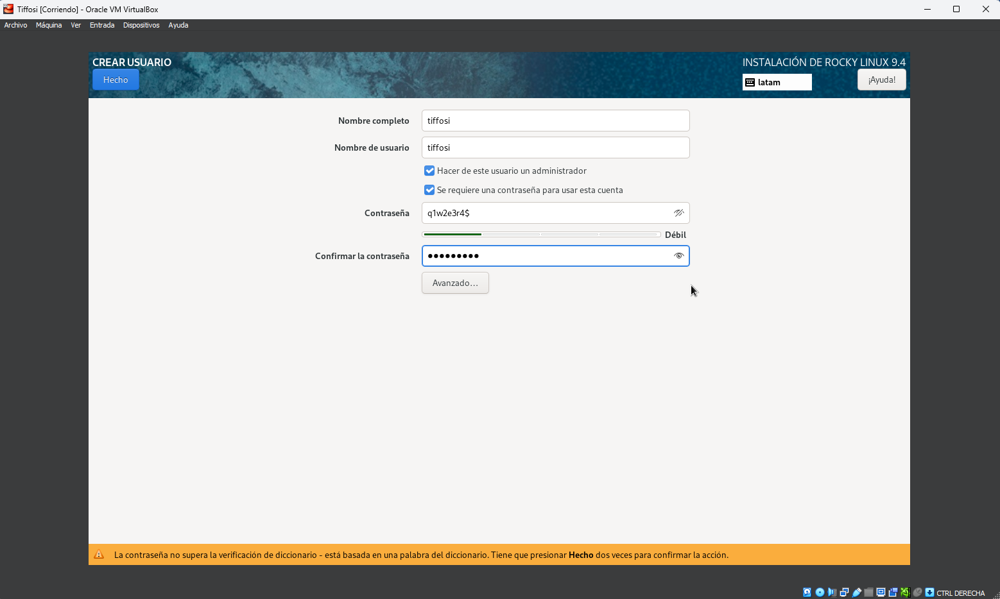 Tiffosi [Corriendo] - Oracle VM VirtualBox
Archivo Máquina Ver Entrada Dispositivos Ayuda
CREAR USUARIO
INSTALACIÓN DE ROCKY LINUX 9.4
Hecho
latam
¡Ayuda!
Nombre completo tiffosi
Nombre de usuario tiffosi
Hacer de este usuario un administrador
Se requiere una contraseña para usar esta cuenta
Contraseña q1w2e3r4$
Débil
Confirmar la contraseña ●●●●●●●●●
Avanzado...
La contraseña no supera la verificación de diccionario - está basada en una palabra del diccionario. Tiene que presionar Hecho dos veces para confirmar la acción.
CTRL DERECHA